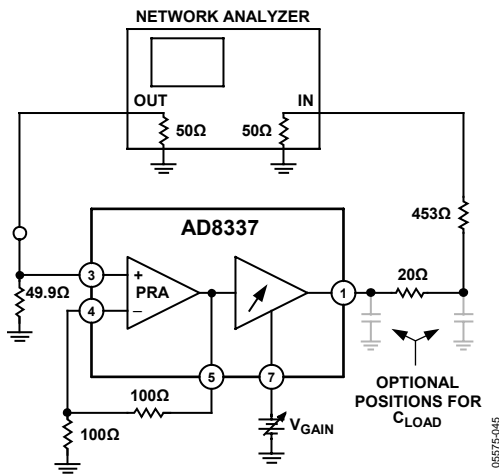 NETWORK ANALYZER
OUT
IN
50Ω
50Ω
453Ω
AD8337
20Ω
3
+
PRA
1
49.9Ω
4
–
5
7
OPTIONAL
POSITIONS FOR
CLOAD
100Ω
VGAIN
100Ω
05575-045